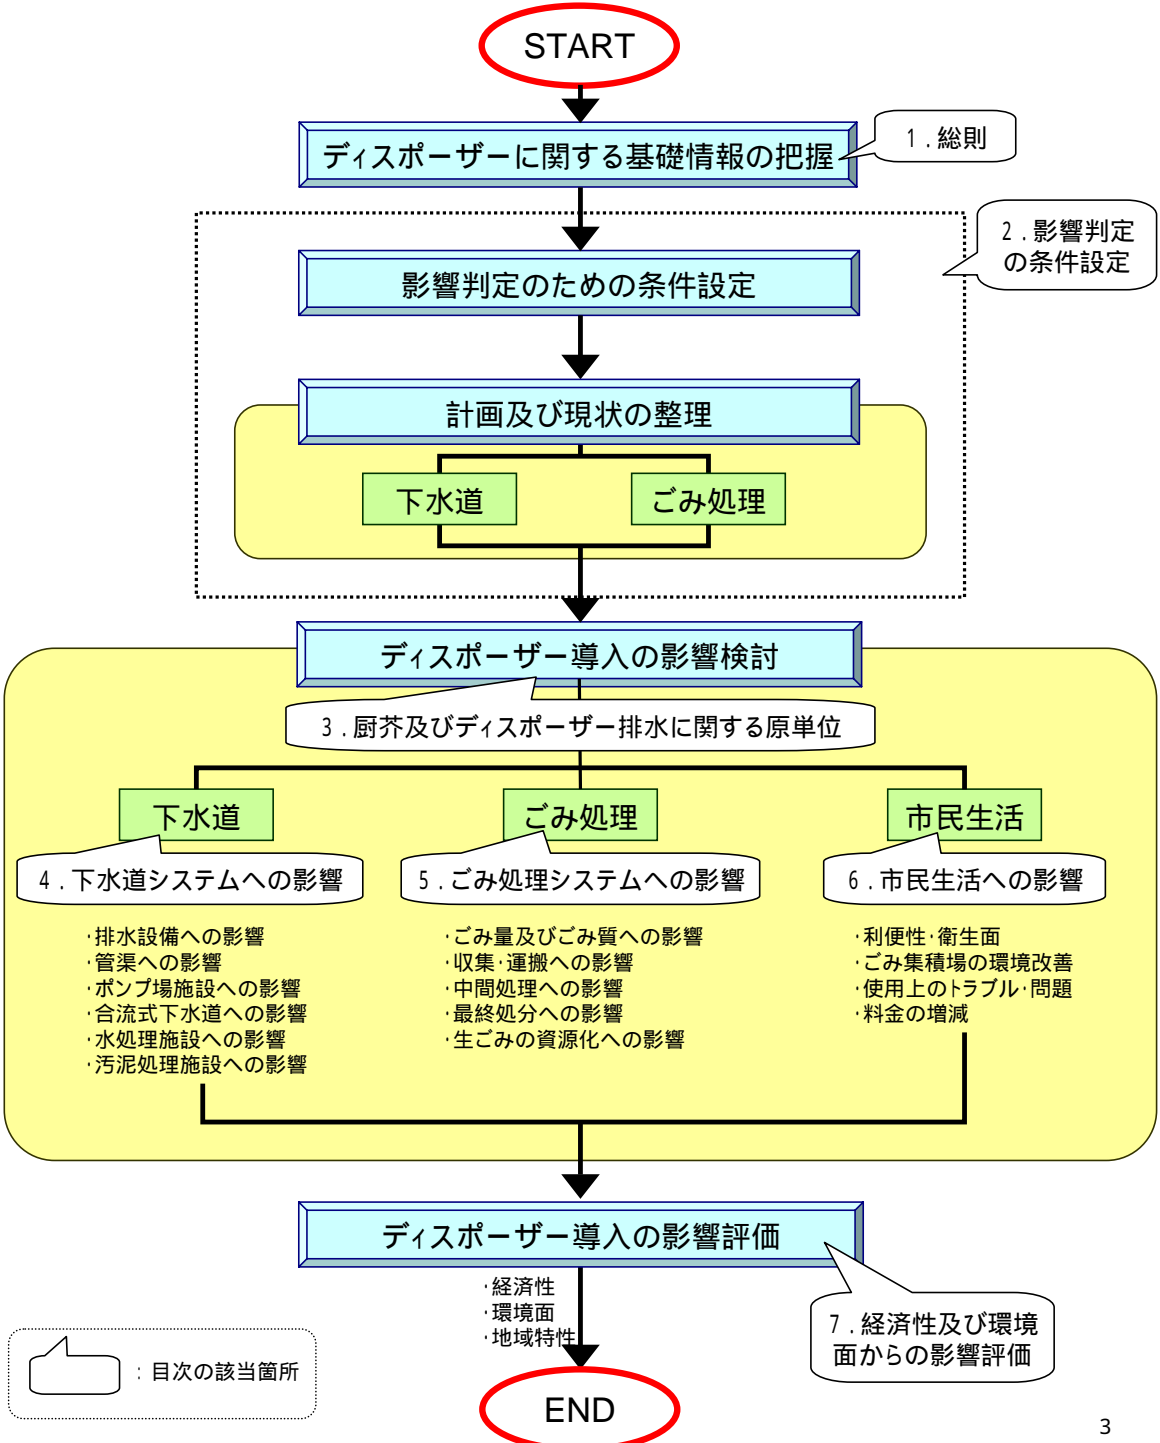 START
ディスポーザーに関する基礎情報の把握
1．総則
2．影響判定
の条件設定
影響判定のための条件設定
計画及び現状の整理
下水道
ごみ処理
ディスポーザー導入の影響検討
3．厨芥及びディスポーザー排水に関する原単位
下水道
ごみ処理
市民生活
4．下水道システムへの影響
5．ごみ処理システムへの影響
6．市民生活への影響
・排水設備への影響
・管渠への影響
・ポンプ場施設への影響
・合流式下水道への影響
・水処理施設への影響
・汚泥処理施設への影響
・ごみ量及びごみ質への影響
・収集・運搬への影響
・中間処理への影響
・最終処分への影響
・生ごみの資源化への影響
・利便性・衛生面
・ごみ集積場の環境改善
・使用上のトラブル・問題
・料金の増減
ディスポーザー導入の影響評価
・経済性
・環境面
・地域特性
7．経済性及び環境
面からの影響評価
：目次の該当箇所
END
3